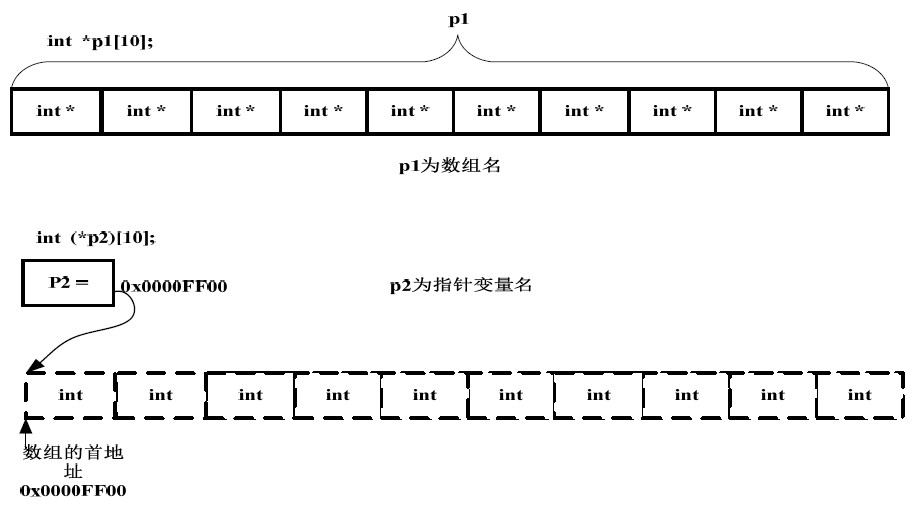 p1
int *p1[10];
int * int * int * int * int * int * int * int * int * int *
p1为数组名
int (*p2)[10];
P2 =
0x0000FF00
p2为指针变量名
int int int int int int int int int int
数组的首地
址
0x0000FF00